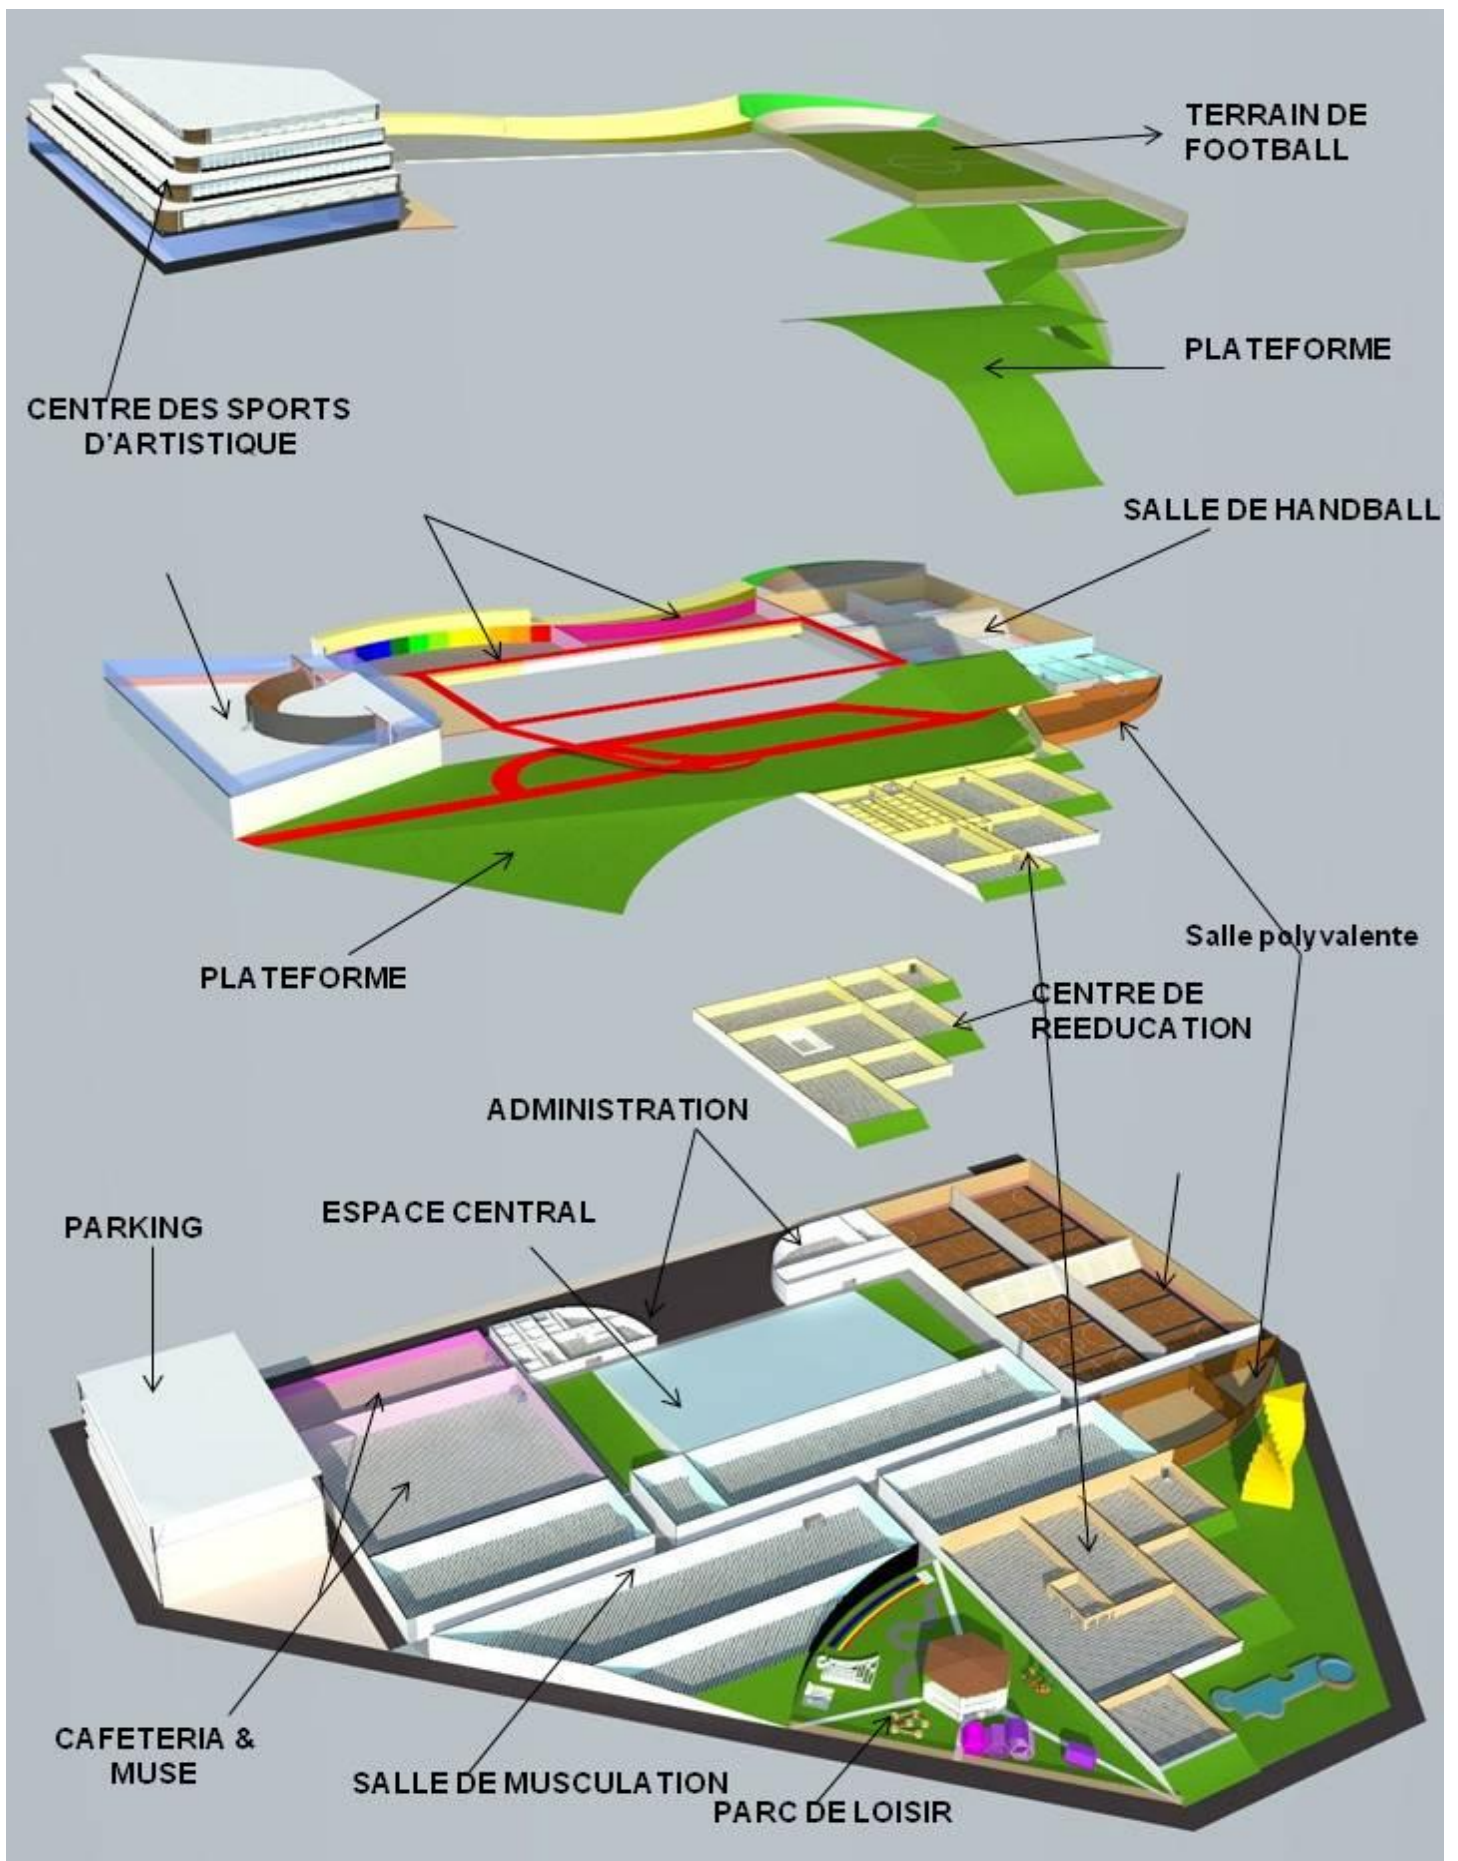 TERRAIN DE
FOOTBALL
PLATEFORME
CENTRE DES SPORTS
D'ARTISTIQUE
SALLE DE HANDBALL
Salle polyvalente
PLATEFORME
CENTRE DE
REEDUCATION
ADMINISTRATION
ESPACE CENTRAL
PARKING
CAFETERIA &
MUSE
SALLE DE MUSCULATION
PARC DE LOISIR